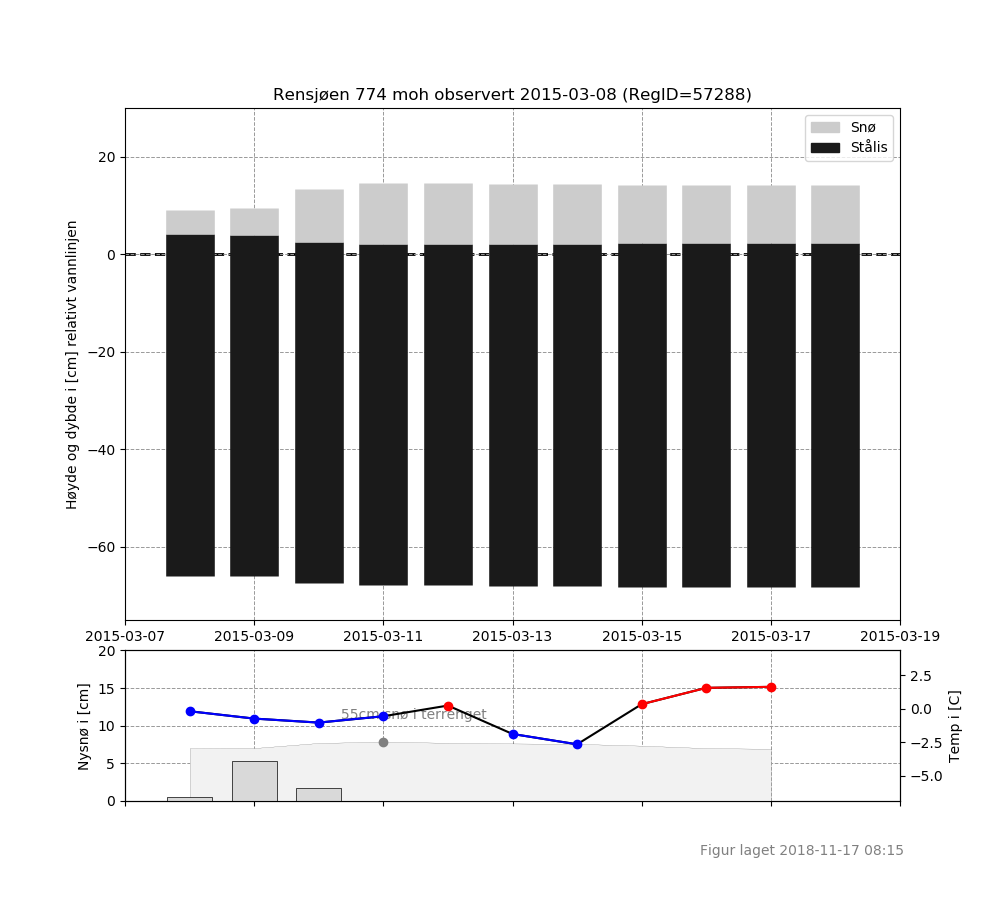 Rensjøen 774 moh observert 2015-03-08 (RegID=57288)
Snø
Stålis
Høyde og dybde i [cm] relativt vannlinjen
20
0
−20
−40
−60
2015-03-07 2015-03-09 2015-03-11 2015-03-13 2015-03-15 2015-03-17 2015-03-19
Nysnø i [cm]
20
15
10
5
0
55cm snø i terrenget
2.5
0.0
−2.5
−5.0
Temp i [C]
Figur laget 2018-11-17 08:15